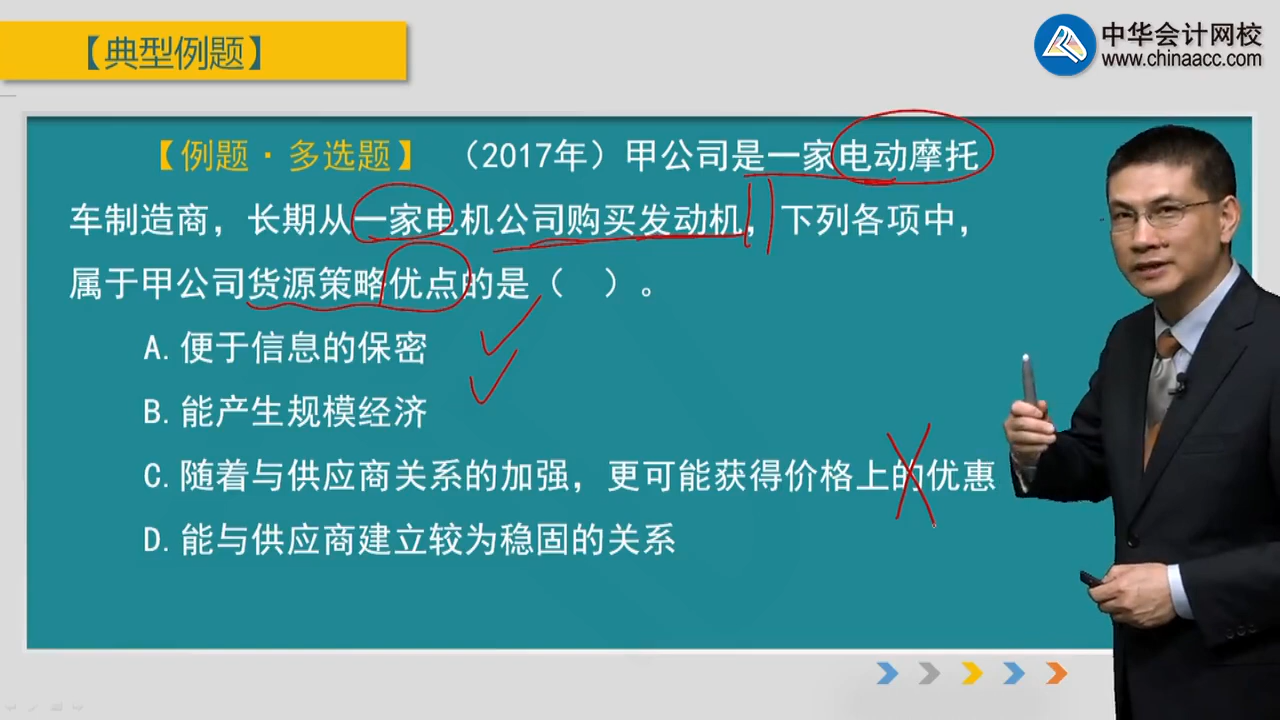 【典型例题】
中华会计网校
www.chinaacc.com
【例题·多选题】（2017年）甲公司是一家电动摩托
车制造商，长期从一家电机公司购买发动机，下列各项中，
属于甲公司货源策略优点的是（ ）。
A.便于信息的保密
B.能产生规模经济
C.随着与供应商关系的加强，更可能获得价格上的优惠
D.能与供应商建立较为稳固的关系